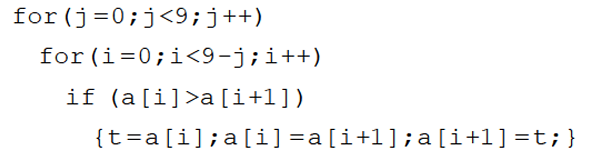 for(j=0;j<9;j++)
for(i=0;i<9-j;i++)
if (a[i]>a[i+1])
{t=a[i];a[i]=a[i+1];a[i+1]=t;}